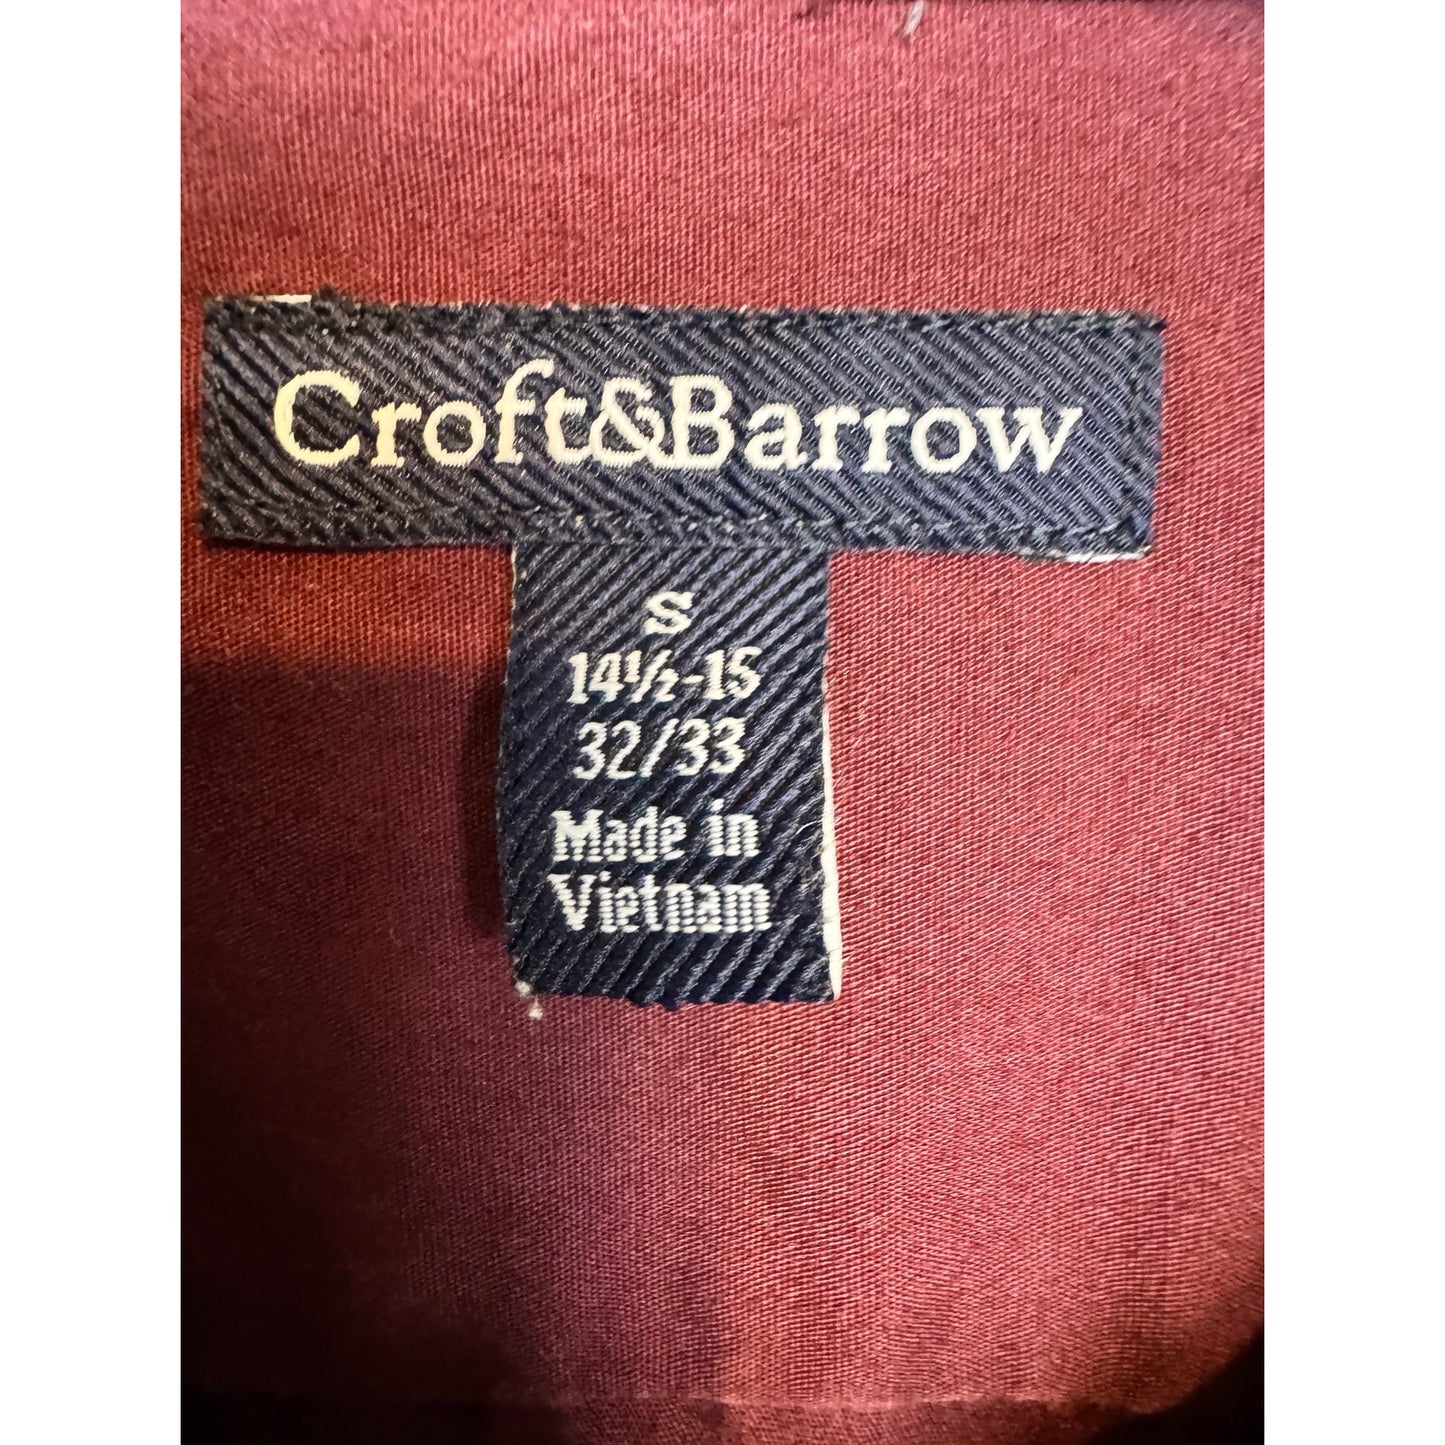 Croft&Barrow
S
14½-15
32/33
Made in
Vietnam